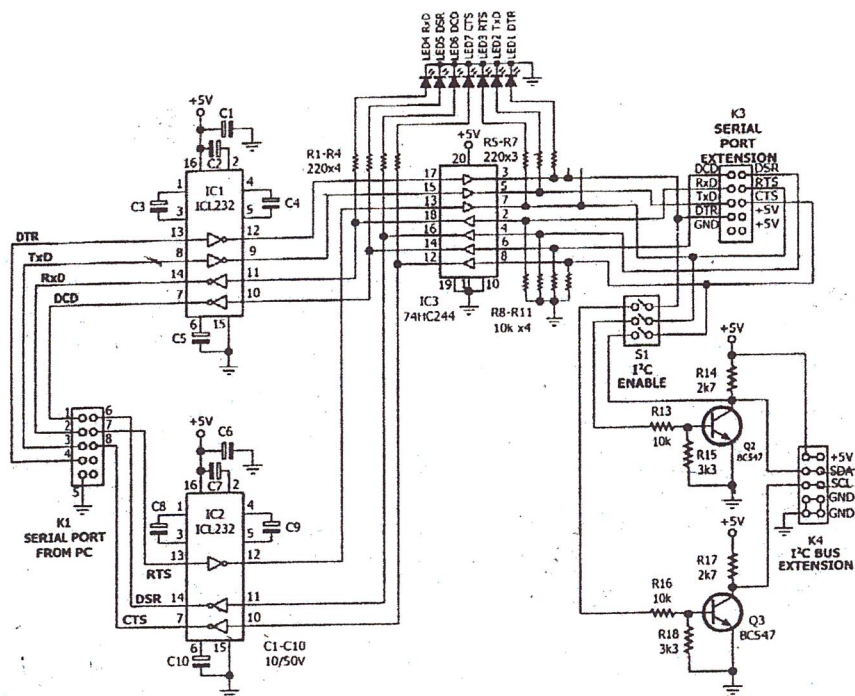 LED4 RxD
LED5 DSR
LED6 DCD
LED7 CTS
LED3 RTS
LED2 TxD
LED1 DTR
+5V
C1
C2
16
2
1
IC1
ICL232
4
C3
C4
3
5
DTR
13
12
TxD
8
9
RxD
14
11
DCD
7
10
6
15
C5
R1-R4
220x4
+5V
20
R5-R7
220x3
17
3
15
5
13
7
18
2
16
4
14
6
12
8
19
1
10
IC3
74HC244
R8-R11
10k x4
K3
SERIAL
PORT
EXTENSION
DCD
DSR
RxD
RTS
TxD
CTS
DTR
+5V
GND
+5V
S1
I²C
ENABLE
+5V
R14
2k7
R13
10k
Q2
BC547
R15
3k3
+5V
SDA
SCL
GND
GND
K4
I²C BUS
EXTENSION
+5V
R17
2k7
R16
10k
Q3
BC547
R18
3k3
1
6
2
7
3
8
4
5
K1
SERIAL PORT
FROM PC
+5V
C6
C7
16
2
1
IC2
ICL232
4
C8
C9
3
5
13
12
RTS
DSR
14
11
CTS
7
10
6
15
C10
C1-C10
10/50V